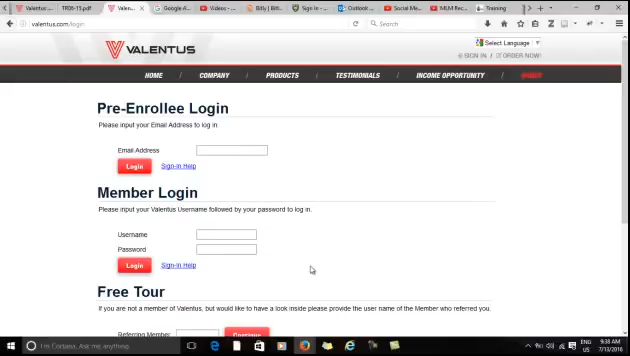 Valentus ...
TRD6-15.pdf
Valentus ...
Google A...
Videos - ...
Bitly | Bitl...
Sign In - ...
Outlook ...
Social Me...
MLM Rec...
Training
valentus.com/login
Search
VALENTUS
Select Language
SIGN IN / ORDER NOW!
HOME / COMPANY / PRODUCTS / TESTIMONIALS / INCOME OPPORTUNITY /
Pre-Enrollee Login
Please input your Email Address to log in
Email Address
Login Sign-In Help
Member Login
Please input your Valentus Username followed by your password to log in.
Username
Password
Login Sign-In Help
Free Tour
If you are not a member of Valentus, but would like to have a look inside please provide the user name of the Member who referred you.
Referring Member Continue
I'm Cortana. Ask me anything.
ENG US
9:38 AM
7/13/2016